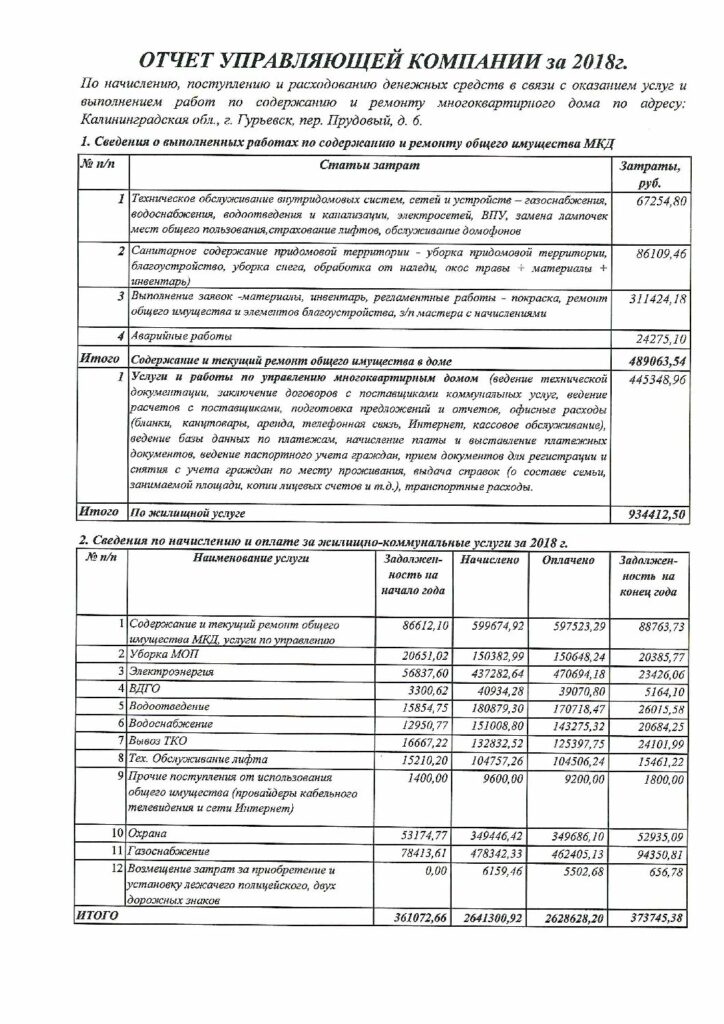 ОТЧЕТ УПРАВЛЯЮЩЕЙ КОМПАНИИ за 2018г.
По начислению, поступлению и расходованию денежных средств в связи с оказанием услуг и
выполнением работ по содержанию и ремонту многоквартирного дома по адресу:
Калининградская обл., г. Гурьевск, пер. Прудовый, д. 6.
1. Сведения о выполненных работах по содержанию и ремонту общего имущества МКД
№ п/п Статьи затрат Затраты,
руб.
1 Техническое обслуживание внутридомовых систем, сетей и устройств – газоснабжения, 67254,80
водоснабжения, водоотведения и канализации, электросетей, ВПУ, замена лампочек
мест общего пользования,страхование лифтов, обслуживание домофонов
2 Санитарное содержание придомовой территории - уборка придомовой территории, 86109,46
благоустройство, уборка снега, обработка от наледи, окос травы + материалы +
инвентарь)
3 Выполнение заявок -материалы, инвентарь, регламентные работы - покраска, ремонт 311424,18
общего имущества и элементов благоустройства, з/п мастера с начислениями
4 Аварийные работы 24275,10
Итого Содержание и текущий ремонт общего имущества в доме 489063,54
1 Услуги и работы по управлению многоквартирным домом (ведение технической 445348,96
документации, заключение договоров с поставщиками коммунальных услуг, ведение
расчетов с поставщиками, подготовка предложений и отчетов, офисные расходы
(бланки, канцтовары, аренда, телефонная связь, Интернет, кассовое обслуживание),
ведение базы данных по платежам, начисление платы и выставление платежных
документов, ведение паспортного учета граждан, прием документов для регистрации и
снятия с учета граждан по месту проживания, выдача справок (о составе семьи,
занимаемой площади, копии лицевых счетов и т.д.), транспортные расходы.
Итого По жилищной услуге 934412,50
2. Сведения по начислению и оплате за жилищно-коммунальные услуги за 2018 г.
№ п/п Наименование услуги Задолжен- Начислено Оплачено Задолжен-
ность на ность на
начало года конец года
1 Содержание и текущий ремонт общего 86612,10 599674,92 597523,29 88763,73
имущества МКД, услуги по управлению
2 Уборка МОП 20651,02 150382,99 150648,24 20385,77
3 Электроэнергия 56837,60 437282,64 470694,18 23426,06
4 ВДГО 3300,62 40934,28 39070,80 5164,10
5 Водоотведение 15854,75 180879,30 170718,47 26015,58
6 Водоснабжение 12950,77 151008,80 143275,32 20684,25
7 Вывоз ТКО 16667,22 132832,52 125397,75 24101,99
8 Тех. Обслуживание лифта 15210,20 104757,26 104506,24 15461,22
9 Прочие поступления от использования 1400,00 9600,00 9200,00 1800,00
общего имущества (провайдеры кабельного
телевидения и сети Интернет)
10 Охрана 53174,77 349446,42 349686,10 52935,09
11 Газоснабжение 78413,61 478342,33 462405,13 94350,81
12 Возмещение затрат за приобретение и 0,00 6159,46 5502,68 656,78
установку лежачего полицейского, двух
дорожных знаков
ИТОГО 361072,66 2641300,92 2628628,20 373745,38